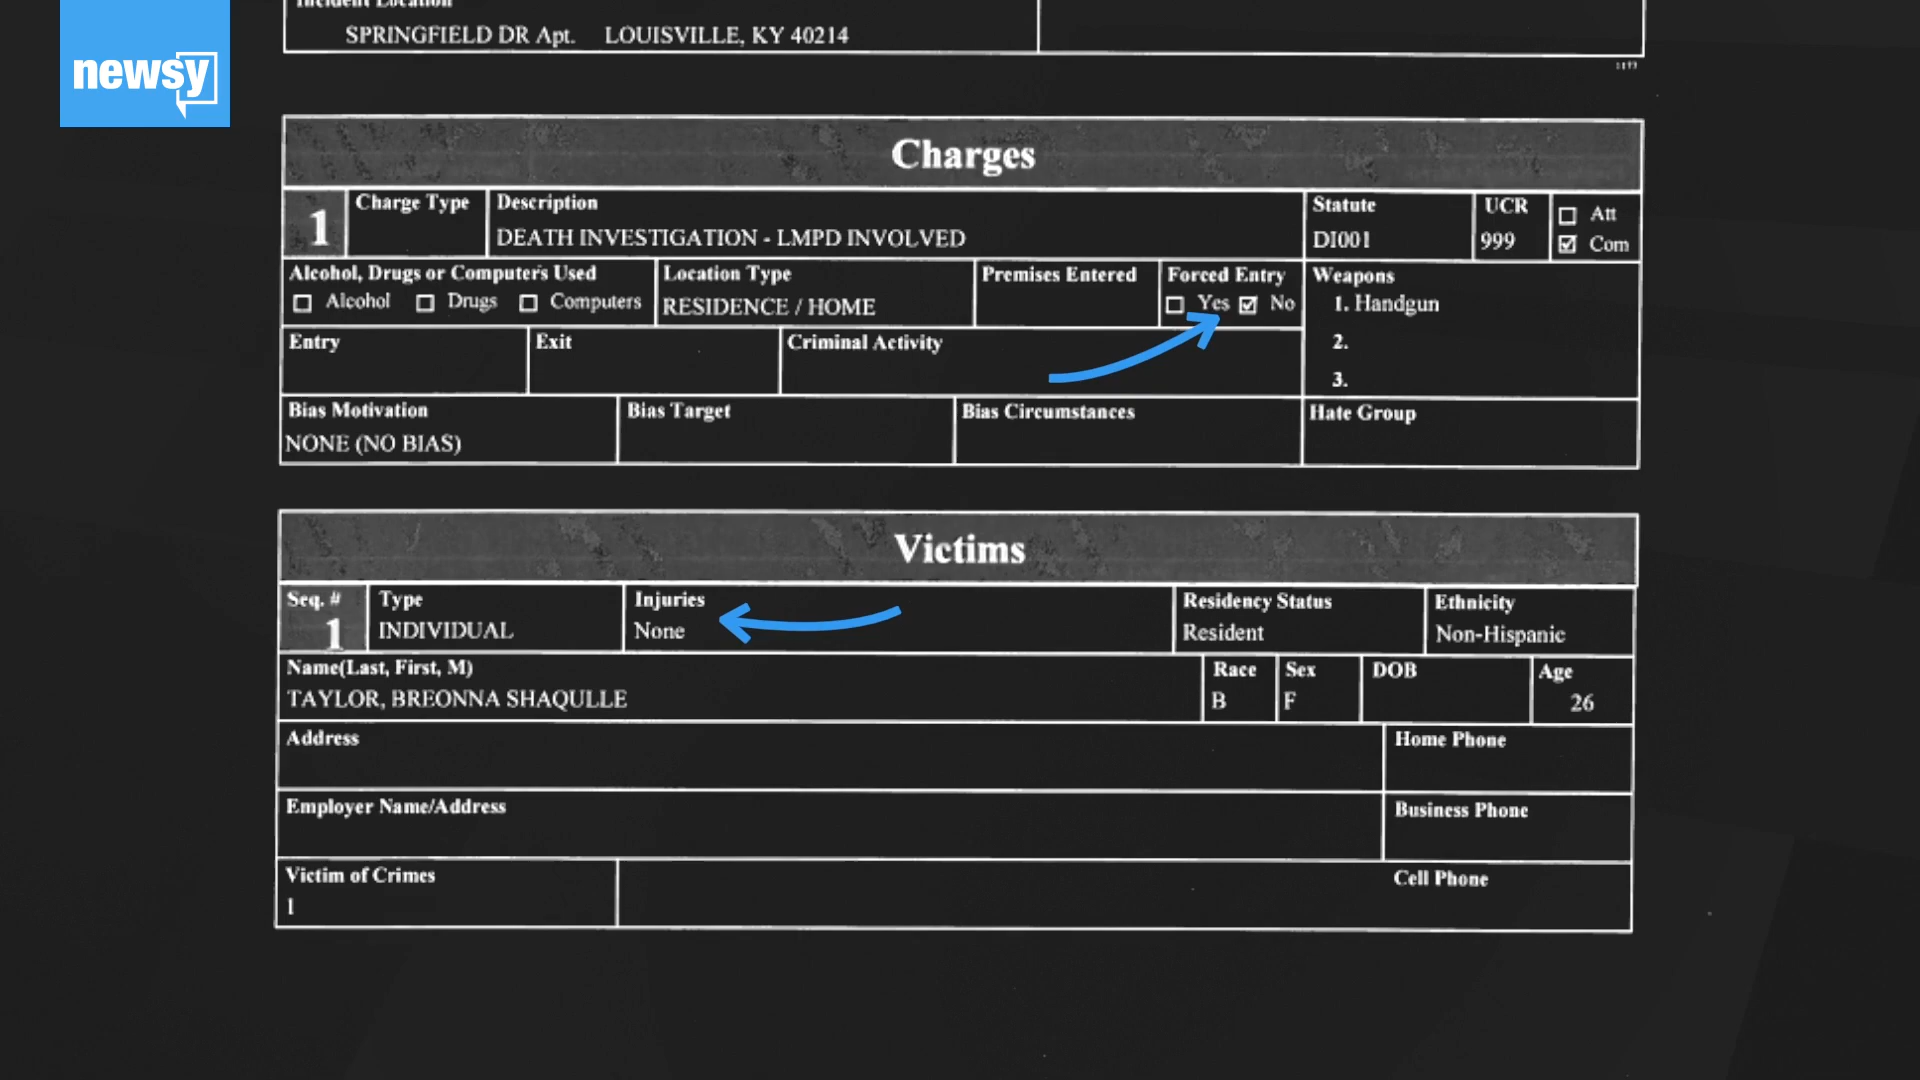 newsy
Incident Location
SPRINGFIELD DR Apt. LOUISVILLE, KY 40214
Charges
1
Charge Type
Description
DEATH INVESTIGATION - LMPD INVOLVED
Statute
DI001
UCR
999
☐ Att
☑ Com
Alcohol, Drugs or Computers Used
☐ Alcohol ☐ Drugs ☐ Computers
Location Type
RESIDENCE / HOME
Premises Entered
Forced Entry
☐ Yes ☑ No
Weapons
1. Handgun
2.
3.
Entry
Exit
Criminal Activity
Bias Motivation
NONE (NO BIAS)
Bias Target
Bias Circumstances
Hate Group
Victims
Seq. #
1
Type
INDIVIDUAL
Injuries
None
Residency Status
Resident
Ethnicity
Non-Hispanic
Name(Last, First, M)
TAYLOR, BREONNA SHAQULLE
Race
B
Sex
F
DOB
Age
26
Address
Home Phone
Employer Name/Address
Business Phone
Victim of Crimes
1
Cell Phone